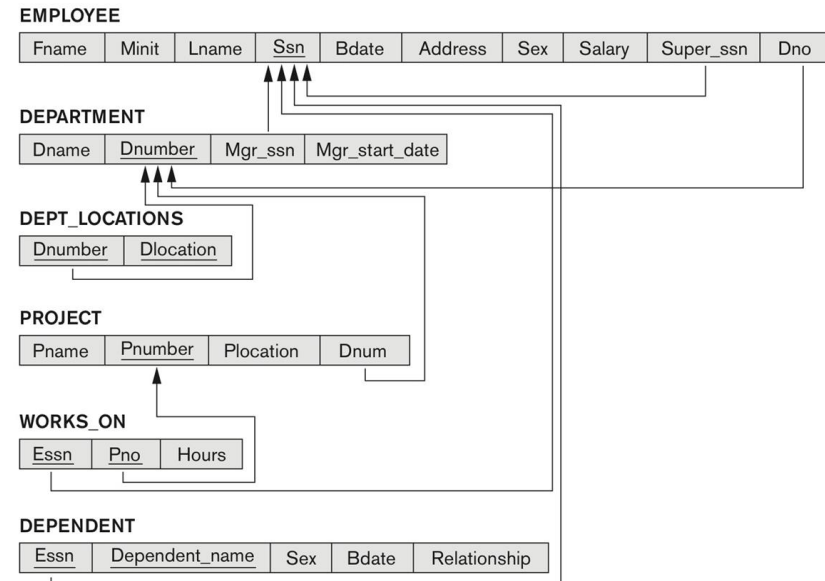 EMPLOYEE
Fname Minit Lname Ssn Bdate Address Sex Salary Super_ssn Dno
DEPARTMENT
Dname Dnumber Mgr_ssn Mgr_start_date
DEPT_LOCATIONS
Dnumber Dlocation
PROJECT
Pname Pnumber Plocation Dnum
WORKS_ON
Essn Pno Hours
DEPENDENT
Essn Dependent_name Sex Bdate Relationship